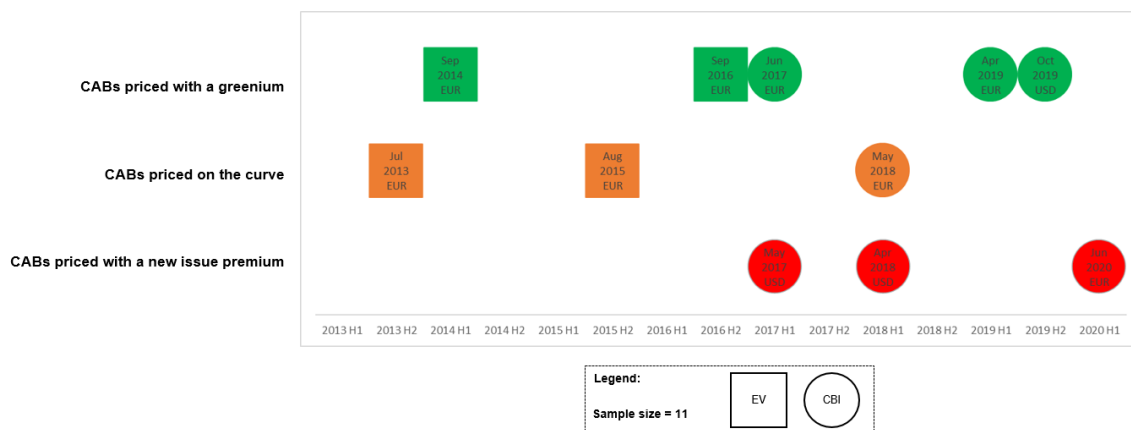 CABs priced with a greenium
Sep
2014
EUR
Sep
2016
EUR
Jun
2017
EUR
Apr
2019
EUR
Oct
2019
USD
CABs priced on the curve
Jul
2013
EUR
Aug
2015
EUR
May
2018
EUR
CABs priced with a new issue premium
May
2017
USD
Apr
2018
USD
Jun
2020
EUR
2013 H1 2013 H2 2014 H1 2014 H2 2015 H1 2015 H2 2016 H1 2016 H2 2017 H1 2017 H2 2018 H1 2018 H2 2019 H1 2019 H2 2020 H1
Legend:
EV CBI
Sample size = 11